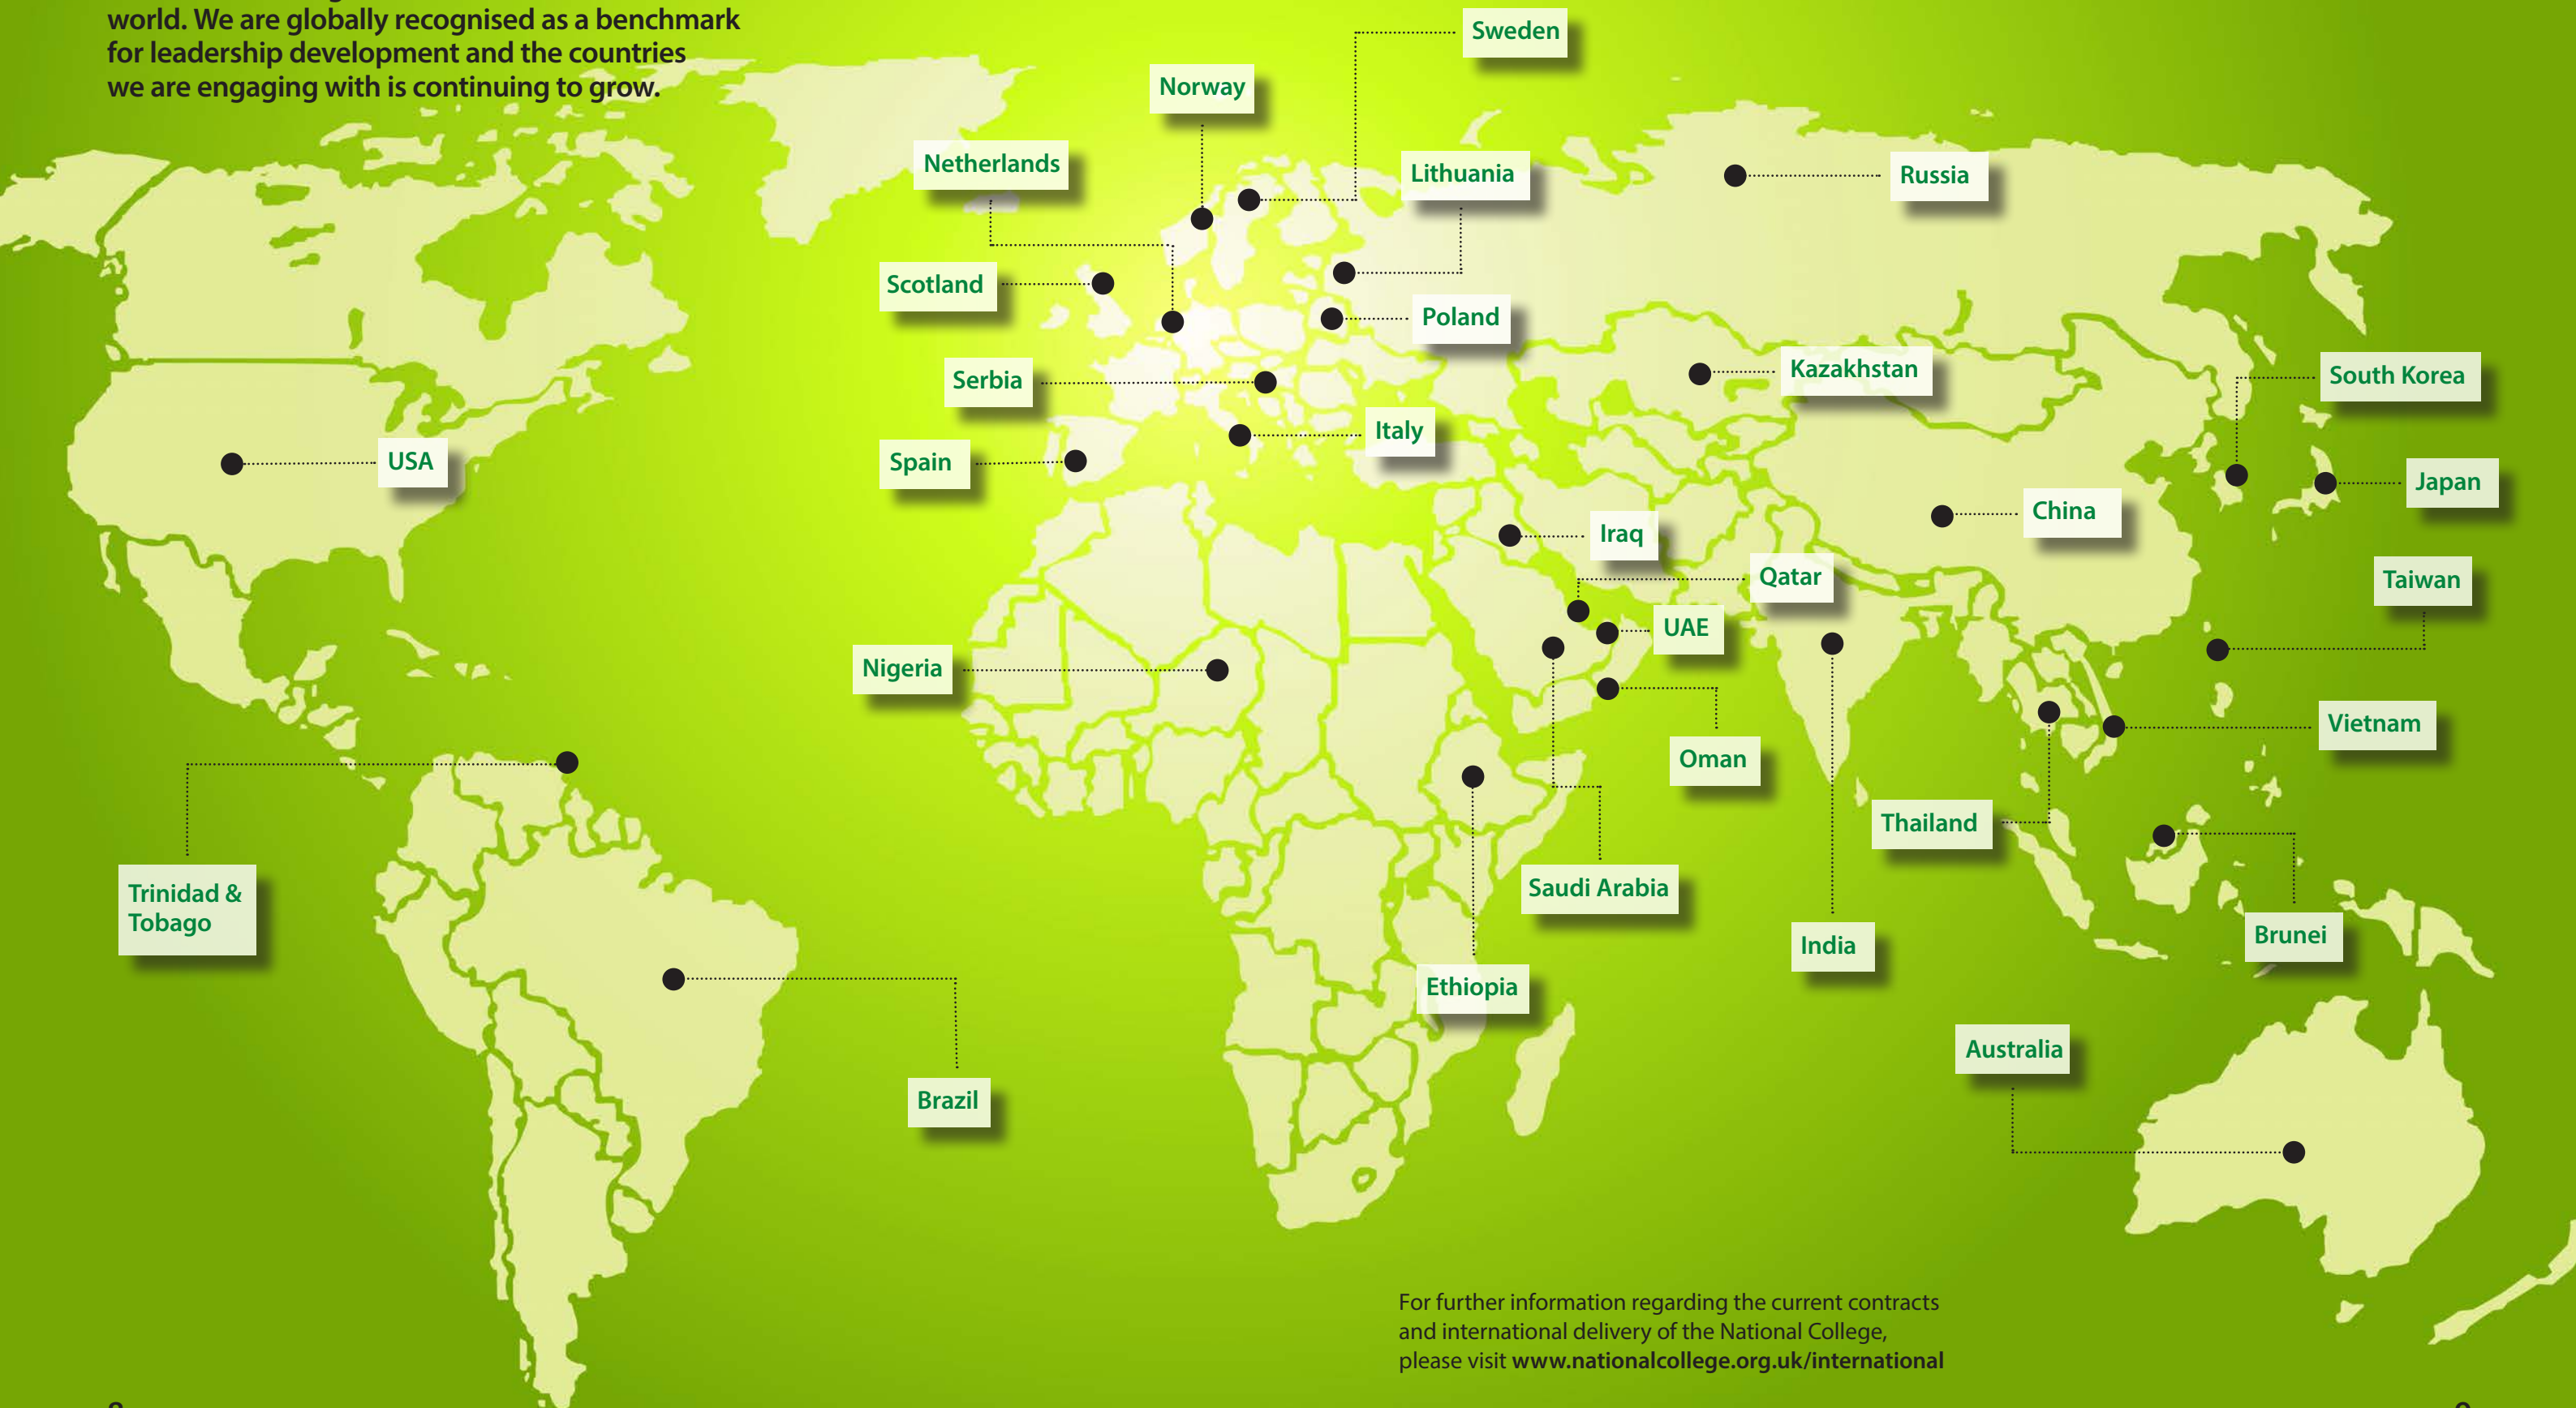 world. We are globally recognised as a benchmark
for leadership development and the countries
we are engaging with is continuing to grow.
Sweden
Norway
Netherlands
Lithuania
Russia
Scotland
Poland
Serbia
Kazakhstan
South Korea
Italy
Spain
USA
Japan
China
Iraq
Qatar
Taiwan
UAE
Nigeria
Vietnam
Oman
Thailand
Trinidad &
Tobago
Saudi Arabia
India
Brunei
Ethiopia
Australia
Brazil
For further information regarding the current contracts
and international delivery of the National College,
please visit www.nationalcollege.org.uk/international